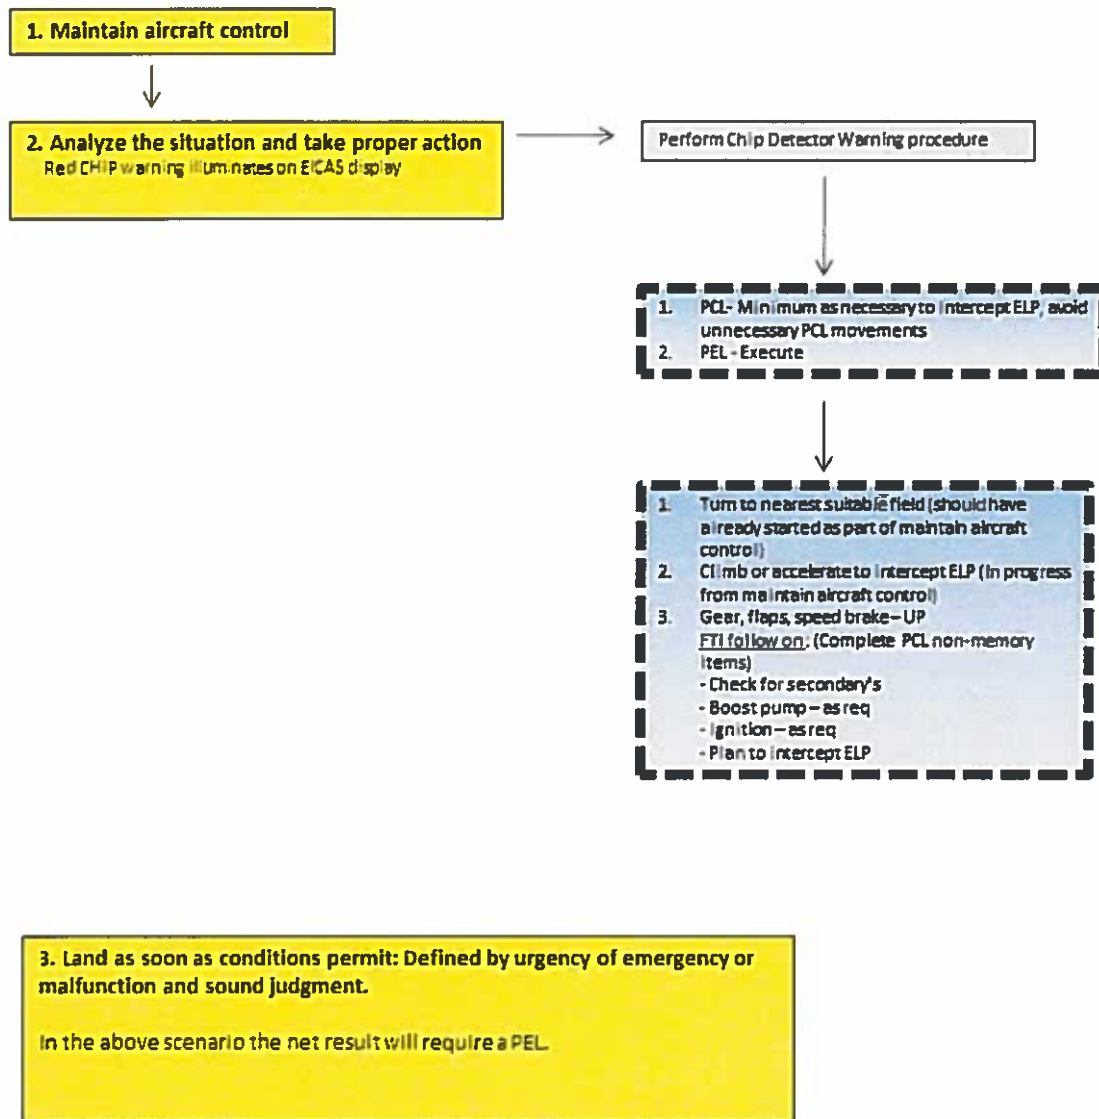 1. Maintain aircraft control
2. Analyze the situation and take proper action
Red CHIP warning illuminates on EICAS display
Perform Chip Detector Warning procedure
1. PCL- Minimum as necessary to intercept ELP, avoid
unnecessary PCL movements
2. PEL - Execute
1. Turn to nearest suitable field (should have
already started as part of maintain aircraft
control)
2. Climb or accelerate to intercept ELP (In progress
from maintain aircraft control)
3. Gear, flaps, speed brake – UP
FTI follow on: (Complete PCL non-memory
items)
- Check for secondary's
- Boost pump – as req
- Ignition – as req
- Plan to intercept ELP
3. Land as soon as conditions permit: Defined by urgency of emergency or
malfunction and sound judgment.
In the above scenario the net result will require a PEL.